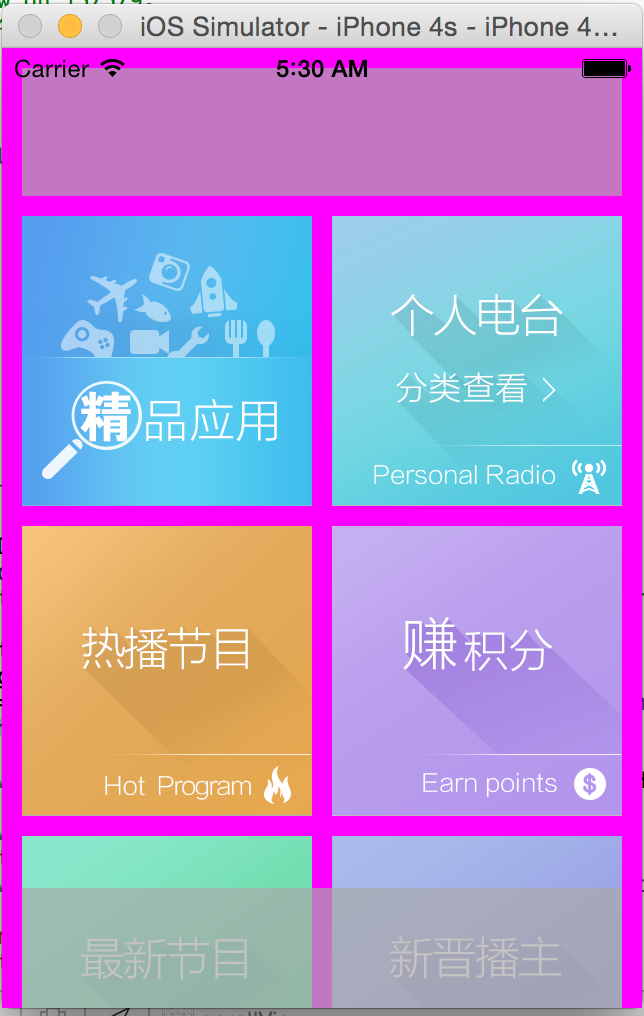 iOS Simulator - iPhone 4s - iPhone 4...
Carrier 5:30 AM
精品应用
个人电台
分类查看
Personal Radio
热播节目
Hot Program
赚积分
Earn points
最新节目
新晋播主